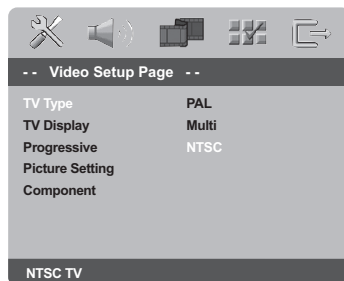 - - Video Setup Page - -
TV Type PAL
TV Display Multi
Progressive NTSC
Picture Setting
Component
NTSC TV